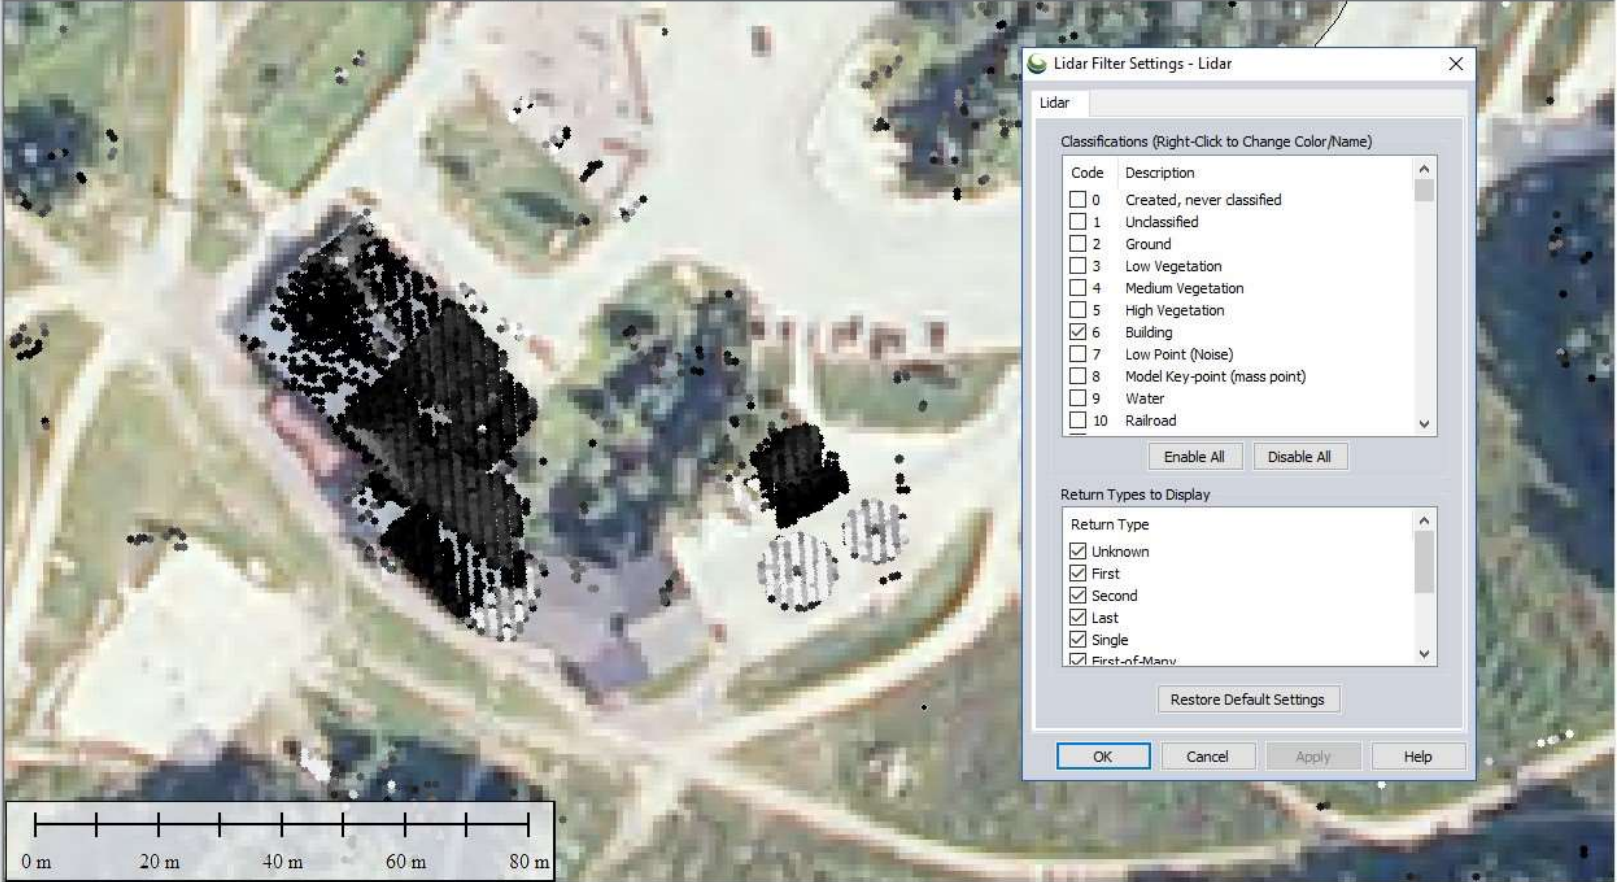 Lidar Filter Settings - Lidar
Lidar
Classifications (Right-Click to Change Color/Name)
Code Description
0 Created, never classified
1 Unclassified
2 Ground
3 Low Vegetation
4 Medium Vegetation
5 High Vegetation
6 Building
7 Low Point (Noise)
8 Model Key-point (mass point)
9 Water
10 Railroad
Enable All Disable All
Return Types to Display
Return Type
Unknown
First
Second
Last
Single
First-of-Many
Restore Default Settings
OK Cancel Apply Help
0 m 20 m 40 m 60 m 80 m